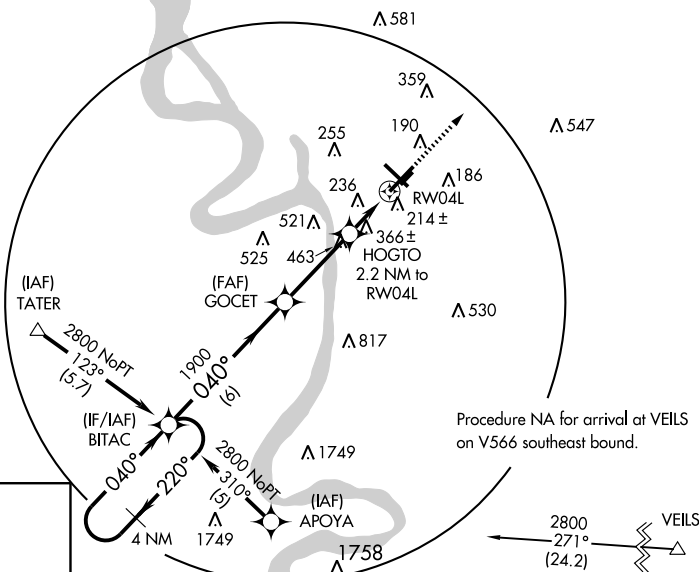 581
359
547
190
255
186
236
RW04L
214 ±
521
366 ±
525
463
HOGTO
2.2 NM to
RW04L
(FAF)
GOCET
(IAF)
TATER
530
817
2800 NoPT
123°
(5.7)
1900
040°
(6)
(IF/IAF)
BITAC
Procedure NA for arrival at VEILS
on V566 southeast bound.
040°
220°
2800 NoPT
310°
(5)
1749
(IAF)
APOYA
4 NM
1749
1758
2800
271°
(24.2)
VEILS